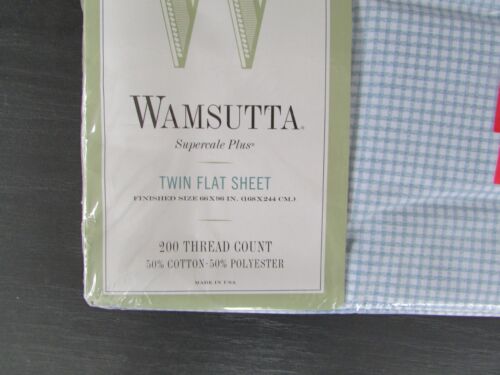 W
WAMSUTTA®
Supercale Plus®
TWIN FLAT SHEET
FINISHED SIZE 66 X 96 IN. (168 X 244 CM.)
200 THREAD COUNT
50% COTTON-50% POLYESTER
MADE IN USA